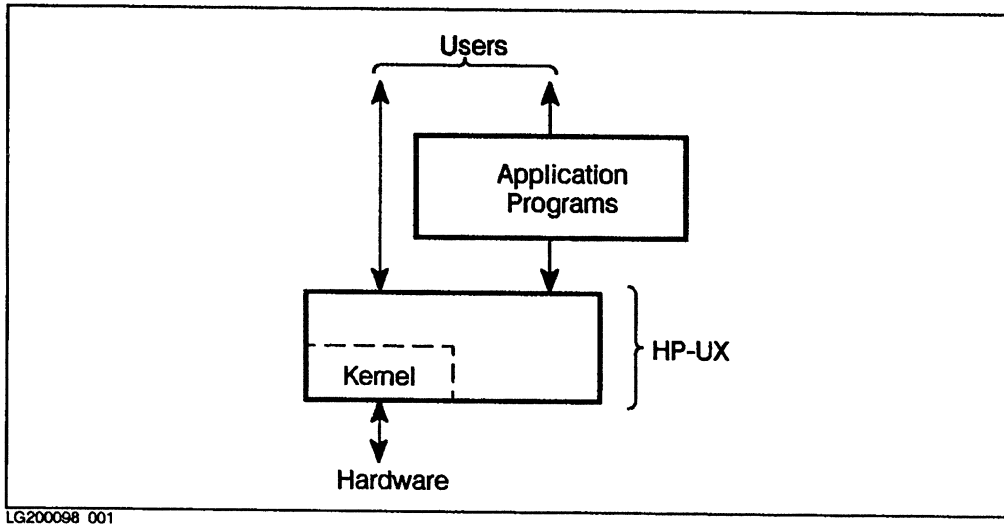 Users
Application
Programs
HP-UX
Kernel
Hardware
LG200098 001